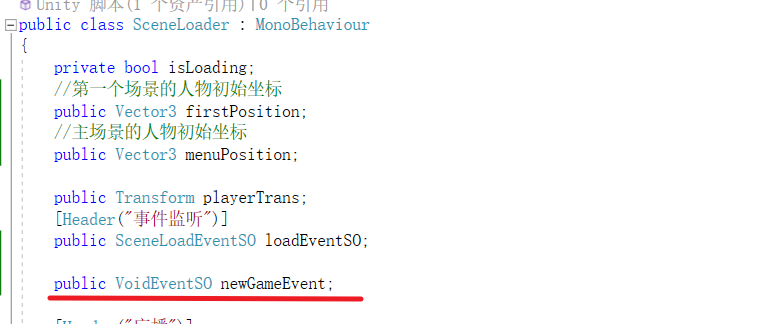 Unity 脚本(1 个资产引用)|0 个引用
public class SceneLoader : MonoBehaviour
{
private bool isLoading;
//第一个场景的人物初始坐标
public Vector3 firstPosition;
//主场景的人物初始坐标
public Vector3 menuPosition;
public Transform playerTrans;
[Header("事件监听")]
public SceneLoadEventSO loadEventSO;
public VoidEventSO newGameEvent;
[Header("广播")]